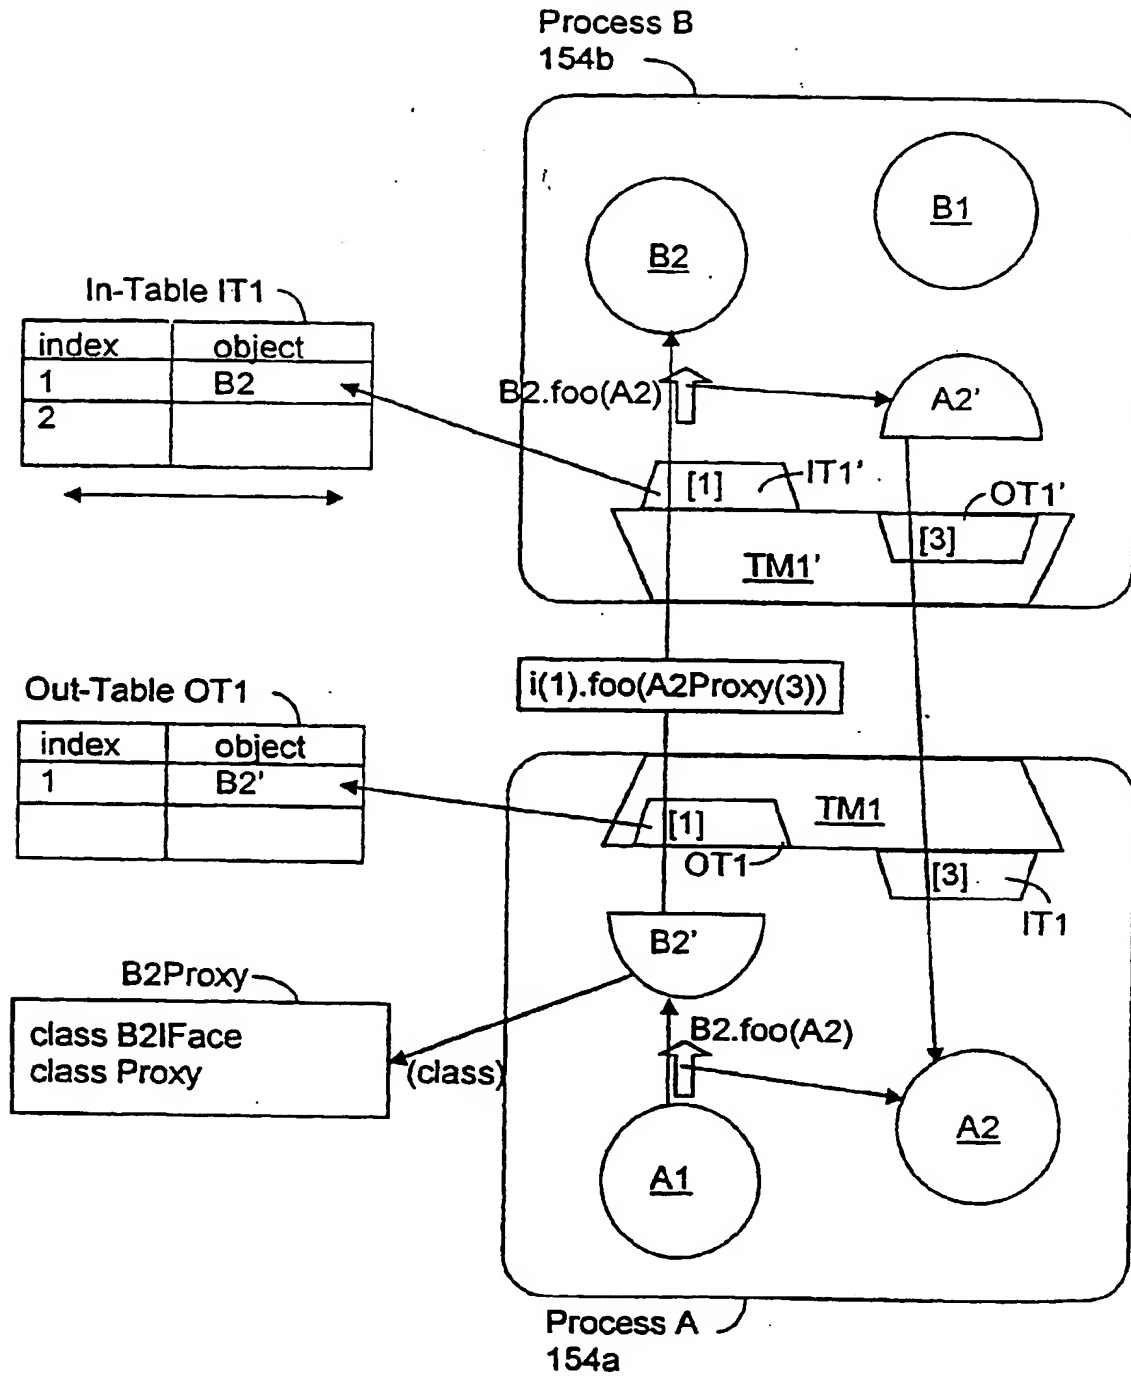 Process B
154b
B1
B2
In-Table IT1
index object
1 B2
2
B2.foo(A2)
A2'
[1]
IT1'
OT1'
[3]
TM1'
i(1).foo(A2Proxy(3))
Out-Table OT1
index object
1 B2'
TM1
[1]
OT1
[3]
IT1
B2'
B2Proxy
class B2IFace
class Proxy
(class)
B2.foo(A2)
A2
A1
Process A
154a